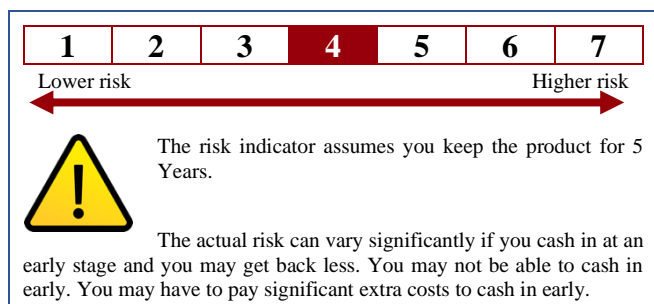 1 2 3 4 5 6 7
Lower risk Higher risk
The risk indicator assumes you keep the product for 5
Years.
The actual risk can vary significantly if you cash in at an
early stage and you may get back less. You may not be able to cash in
early. You may have to pay significant extra costs to cash in early.